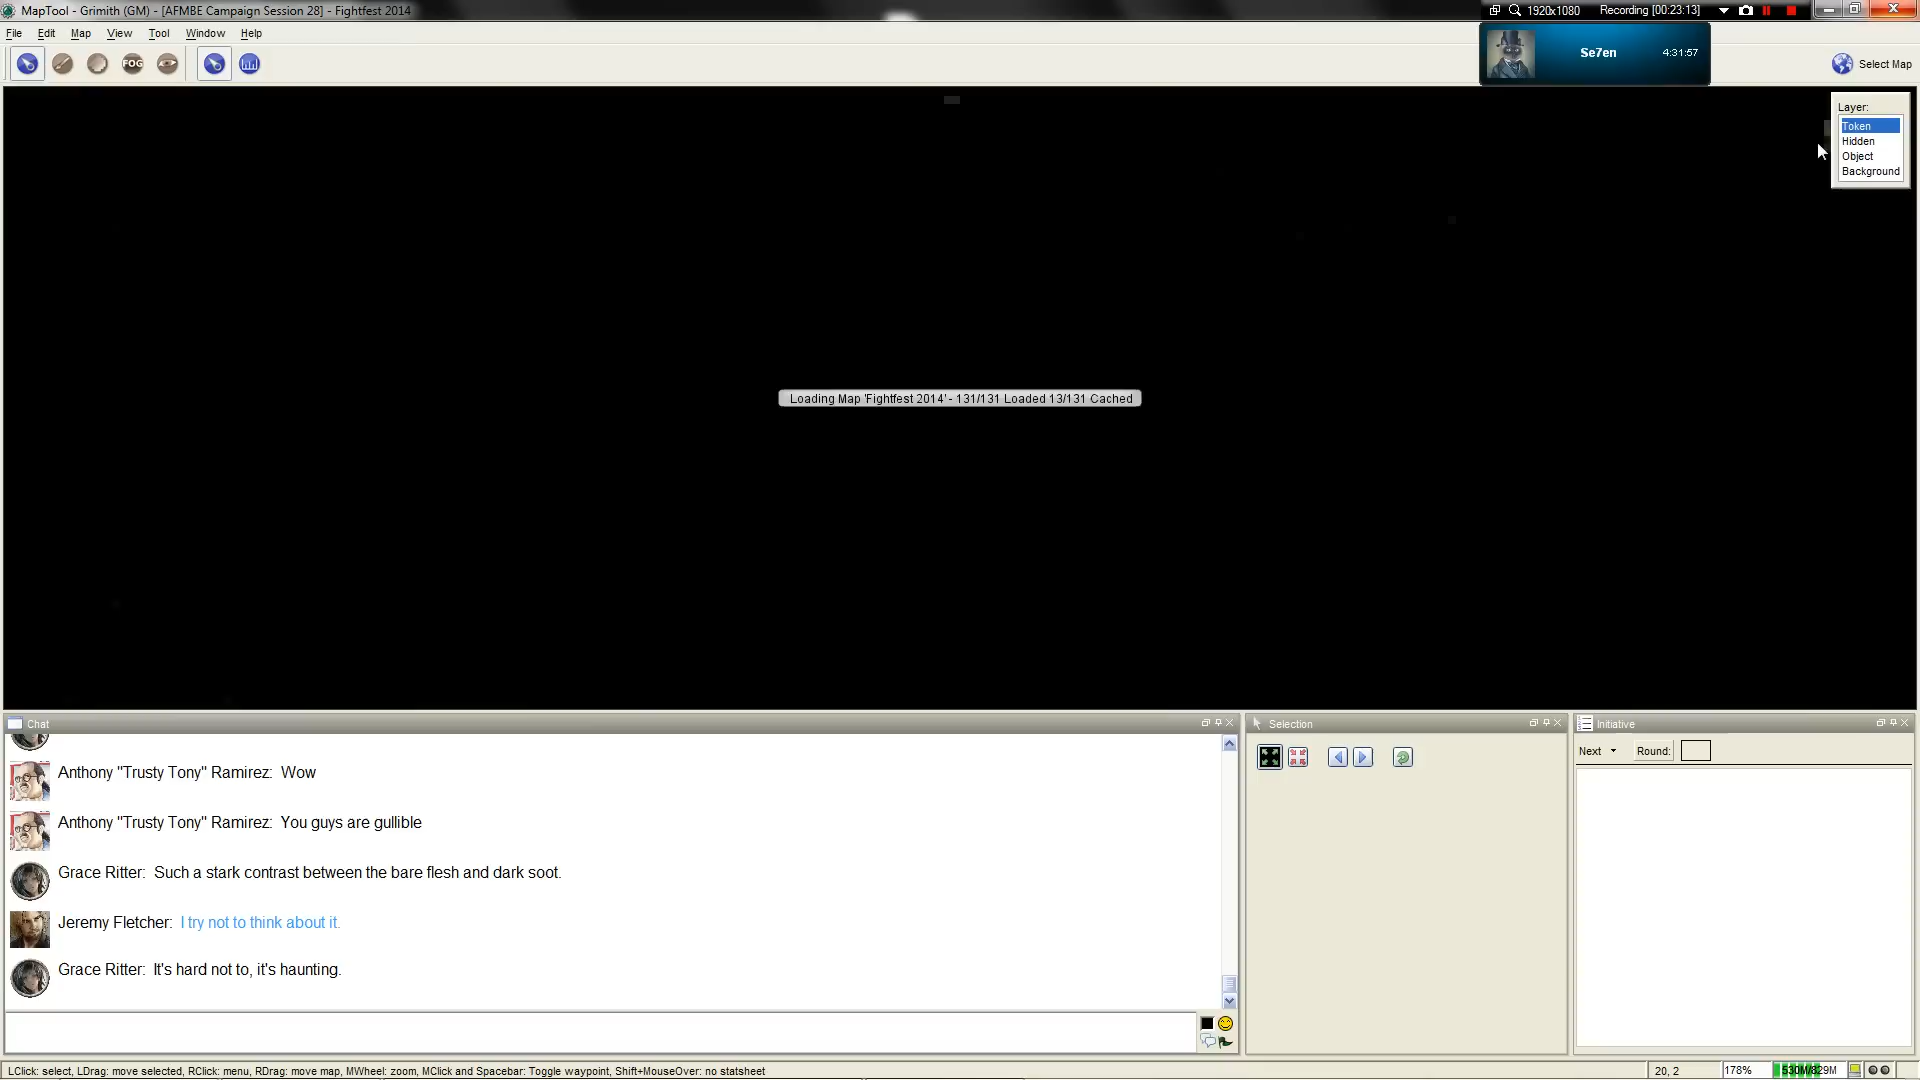 MapTool - Grimith (GM) - [AFMBE Campaign Session 28] - Fightfest 2014
1920x1080 Recording [00:23:13]
File Edit Map View Tool Window Help
Se7en 4:31:57
FOG
Select Map
Layer:
Token
Hidden
Object
Background
Loading Map 'Fightfest 2014' - 131/131 Loaded 13/131 Cached
Chat
Anthony "Trusty Tony" Ramirez: Wow
Anthony "Trusty Tony" Ramirez: You guys are gullible
Grace Ritter: Such a stark contrast between the bare flesh and dark soot.
Jeremy Fletcher: I try not to think about it.
Grace Ritter: It's hard not to, it's haunting.
Selection
Initiative
Next Round:
LClick: select, LDrag: move selected, RClick: menu, RDrag: move map, MWheel: zoom, MClick and Spacebar: Toggle waypoint, Shift+MouseOver: no statsheet
20, 2 178% 530M/829M